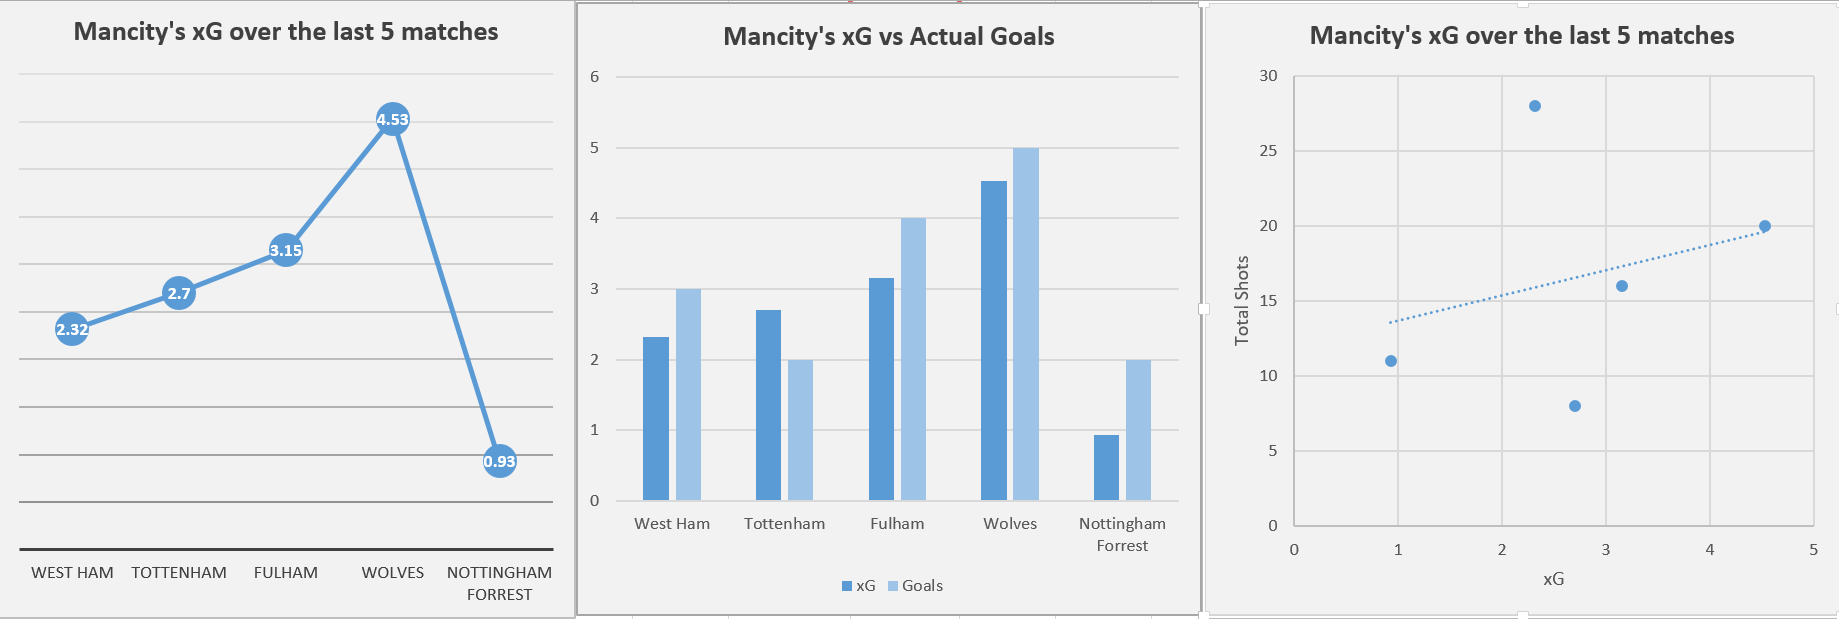 Mancity's xG over the last 5 matches
4.53
3.15
2.7
2.32
0.93
WEST HAM TOTTENHAM FULHAM WOLVES NOTTINGHAM
FORREST
Mancity's xG vs Actual Goals
6
5
4
3
2
1
0
West Ham Tottenham Fulham Wolves Nottingham
Forrest
xG Goals
Mancity's xG over the last 5 matches
30
25
20
15
10
5
0
Total Shots
0 1 2 3 4 5
xG